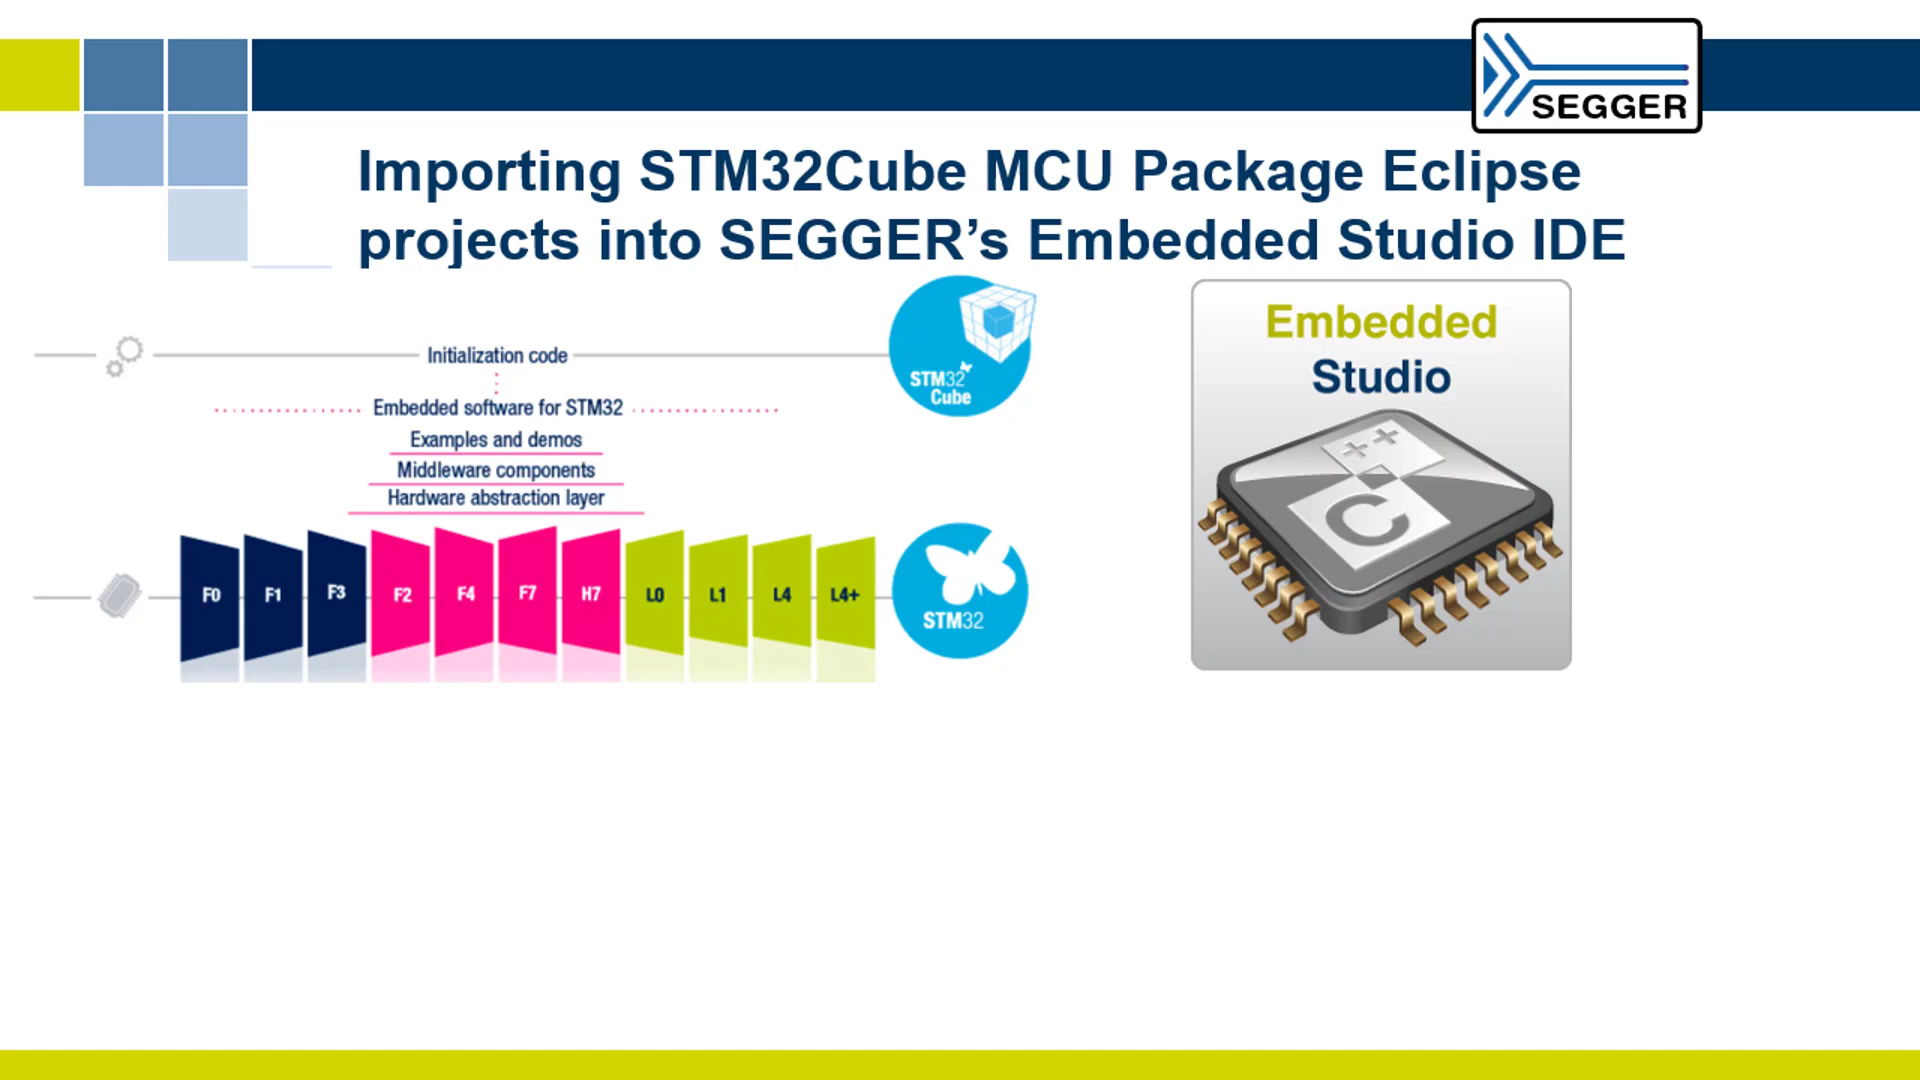 SEGGER
Importing STM32Cube MCU Package Eclipse
projects into SEGGER’s Embedded Studio IDE
Initialization code
Embedded software for STM32
Examples and demos
Middleware components
Hardware abstraction layer
STM32
Cube
F0 F1 F3 F2 F4 F7 H7 L0 L1 L4 L4+
STM32
Embedded
Studio
++
C